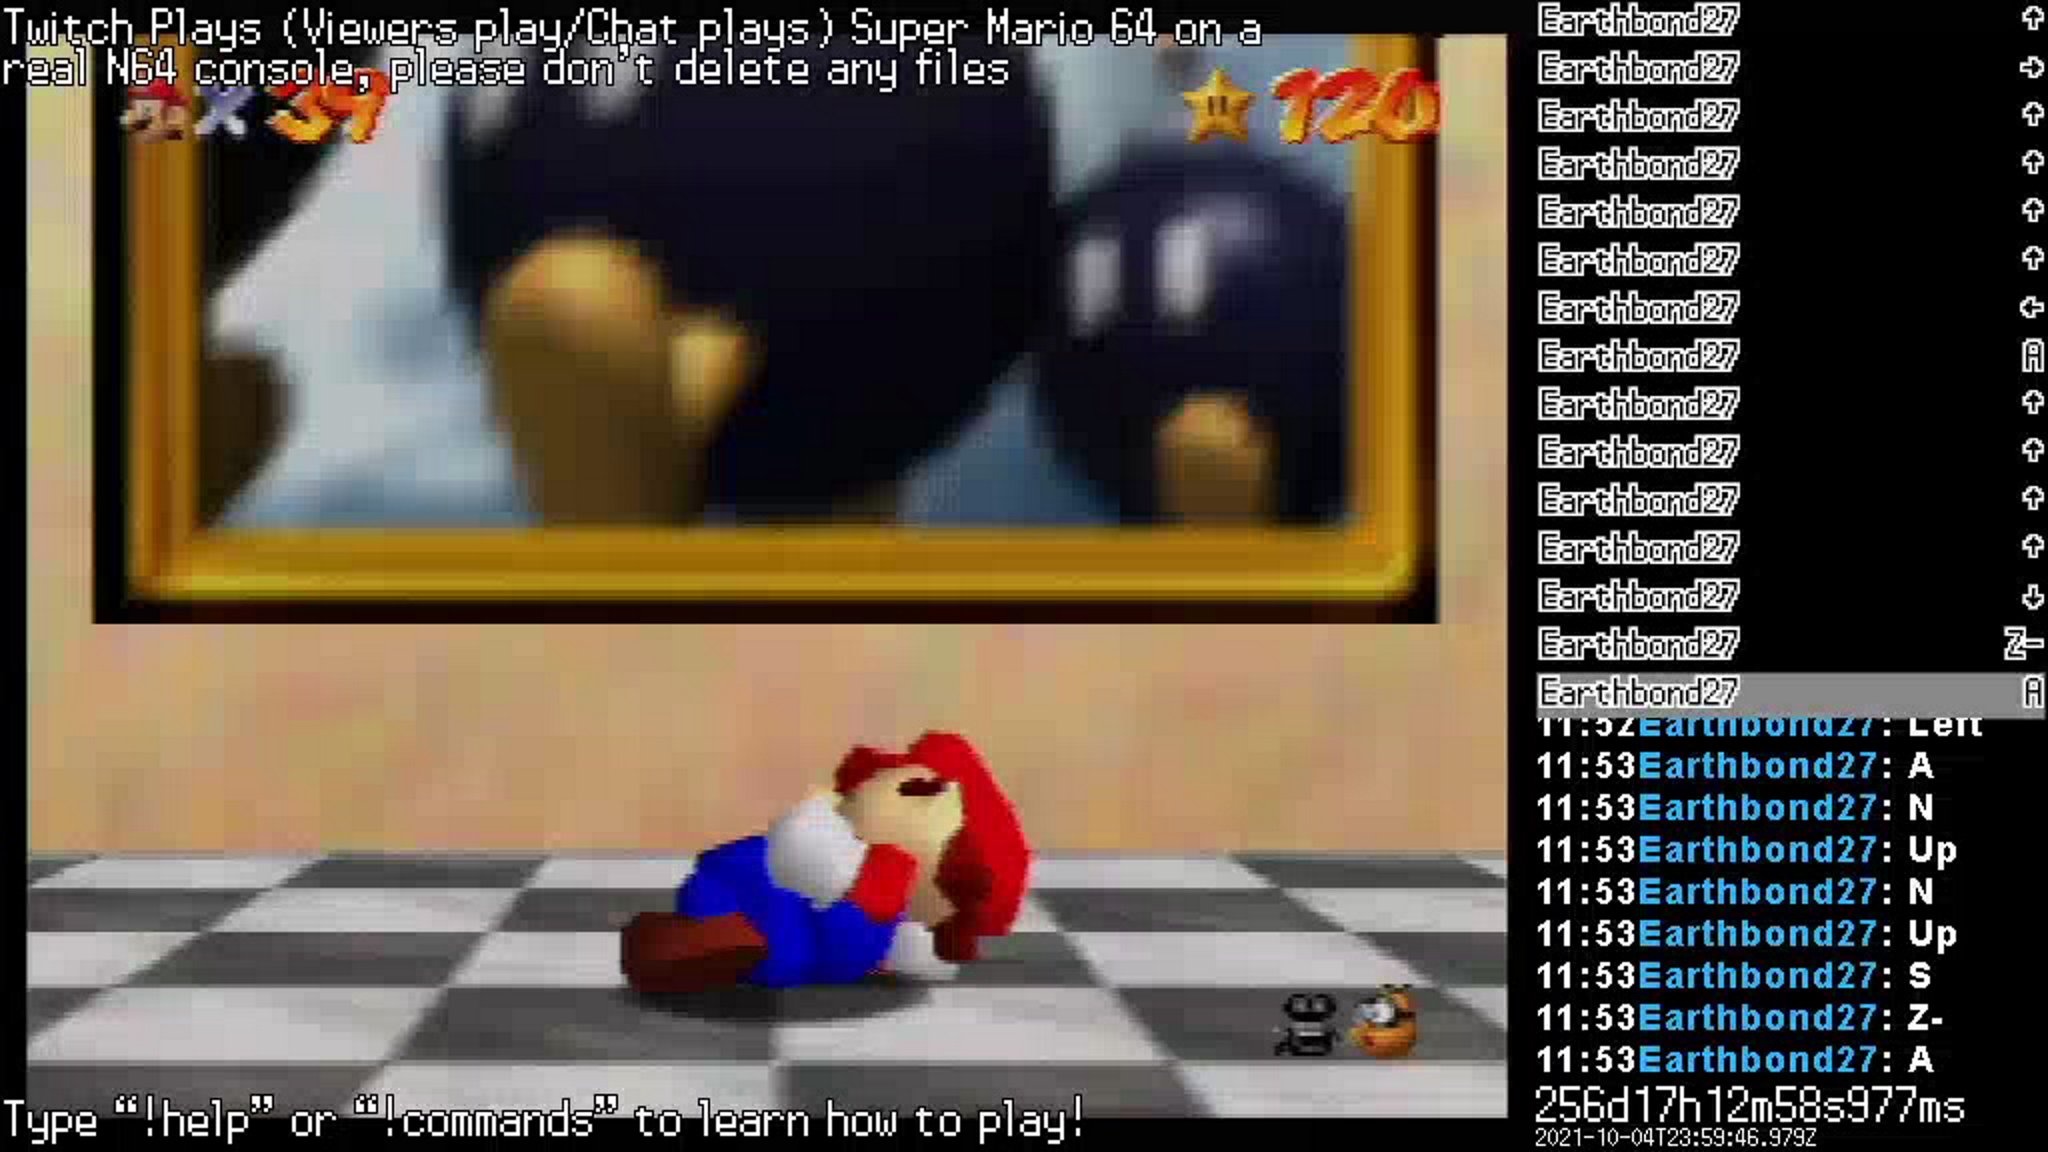 Twitch Plays (Viewers play/Chat plays) Super Mario 64 on a
real N64 console, please don't delete any files
39
120
Earthbond27 ↑
Earthbond27 →
Earthbond27 ↑
Earthbond27 ↑
Earthbond27 ↑
Earthbond27 ↑
Earthbond27 ←
Earthbond27 A
Earthbond27 ↑
Earthbond27 ↑
Earthbond27 ↑
Earthbond27 ↑
Earthbond27 ↓
Earthbond27 Z-
Earthbond27 A
11:52Earthbond27: Left
11:53Earthbond27: A
11:53Earthbond27: N
11:53Earthbond27: Up
11:53Earthbond27: N
11:53Earthbond27: Up
11:53Earthbond27: S
11:53Earthbond27: Z-
11:53Earthbond27: A
Type “!help” or “!commands” to learn how to play!
256d17h12m58s977ms
2021-10-04T23:59:46.979Z